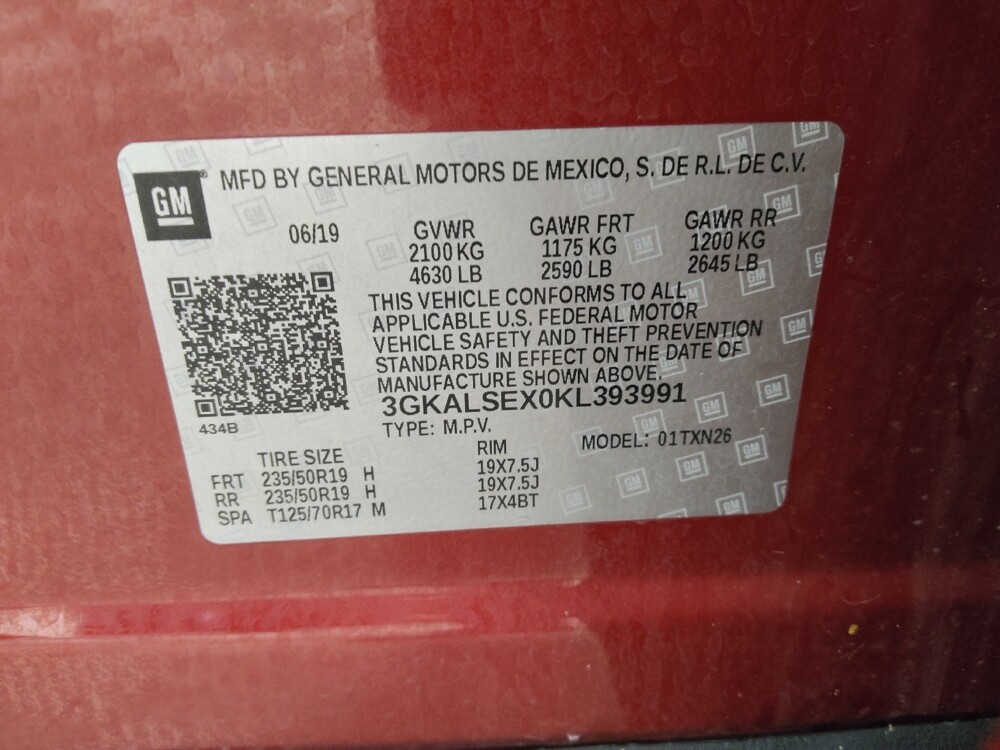 GM
MFD BY GENERAL MOTORS DE MEXICO, S. DE R.L. DE C.V.
06/19 GVWR GAWR FRT GAWR RR
2100 KG 1175 KG 1200 KG
4630 LB 2590 LB 2645 LB
THIS VEHICLE CONFORMS TO ALL
APPLICABLE U.S. FEDERAL MOTOR
VEHICLE SAFETY AND THEFT PREVENTION
STANDARDS IN EFFECT ON THE DATE OF
MANUFACTURE SHOWN ABOVE.
3GKALSEX0KL393991
434B
TYPE: M.P.V. MODEL: 01TXN26
TIRE SIZE RIM
FRT 235/50R19 H 19X7.5J
RR 235/50R19 H 19X7.5J
SPA T125/70R17 M 17X4BT